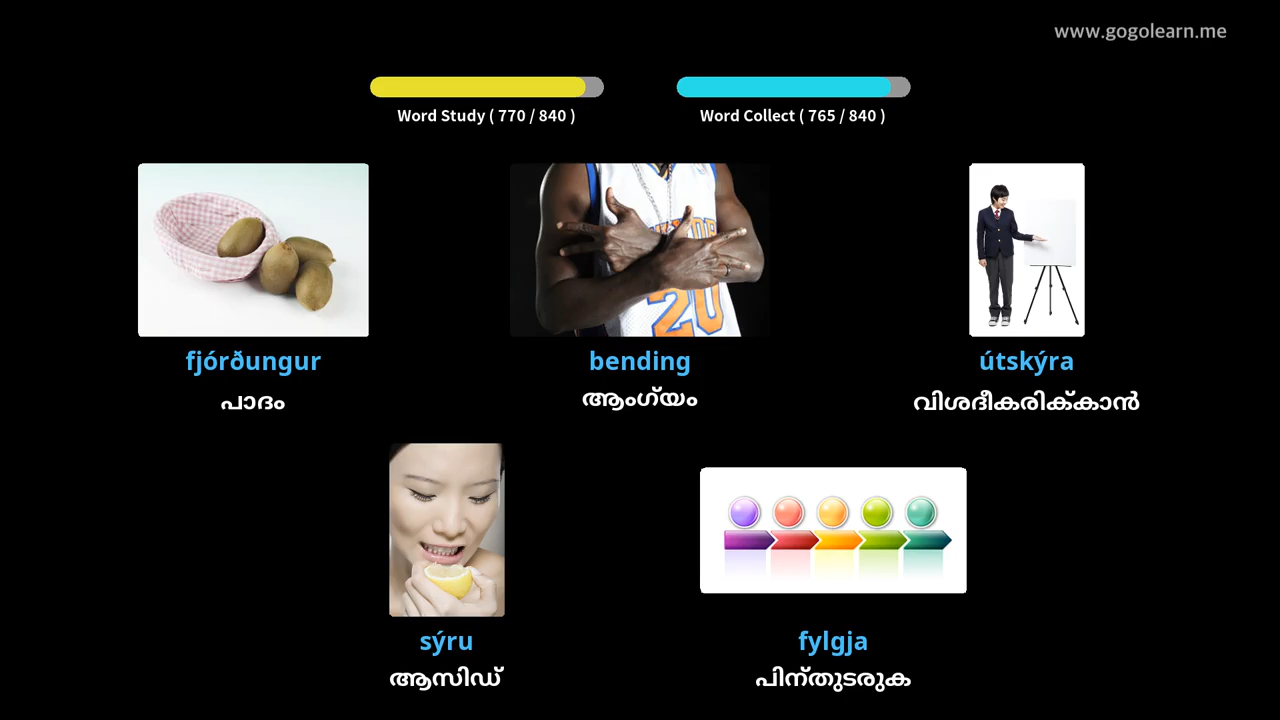 www.gogolearn.me
Word Study ( 770 / 840 )
Word Collect ( 765 / 840 )
fjórðungur
bending
útskýra
പാദം
ആംഗ്യം
വിശദീകരിക്കാൻ
20
sýru
fylgja
ആസിഡ്
പിന്തുടരുക